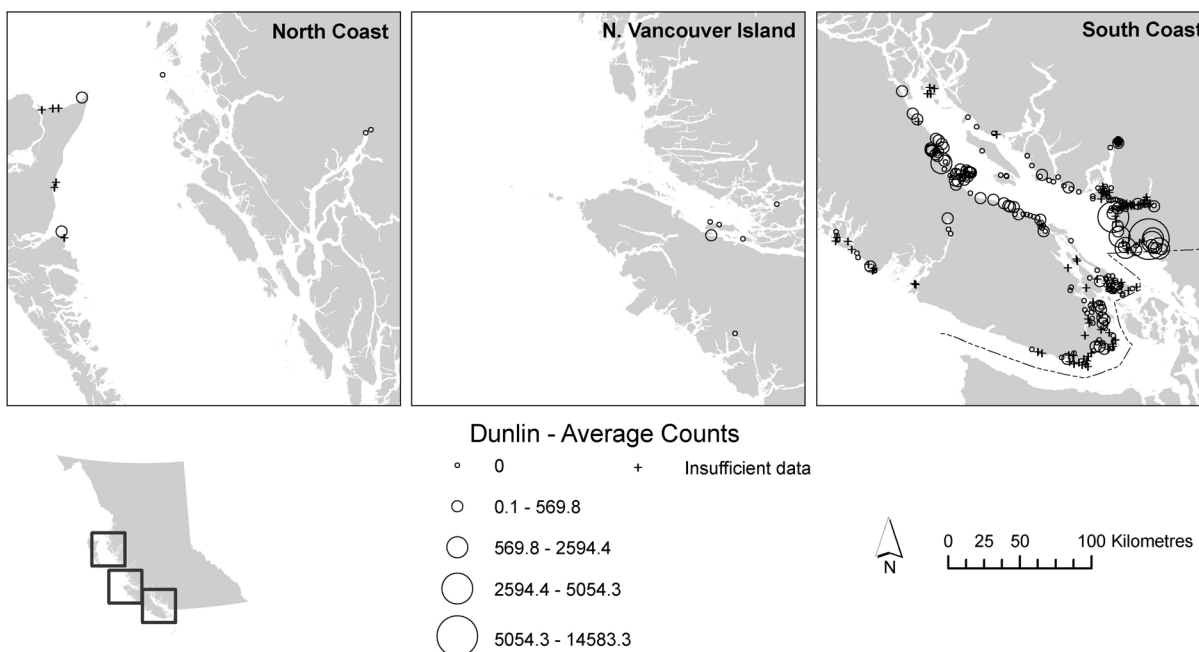 North Coast
N. Vancouver Island
South Coast
Dunlin - Average Counts
0
Insufficient data
0.1 - 569.8
569.8 - 2594.4
2594.4 - 5054.3
5054.3 - 14583.3
N
0 25 50 100 Kilometres